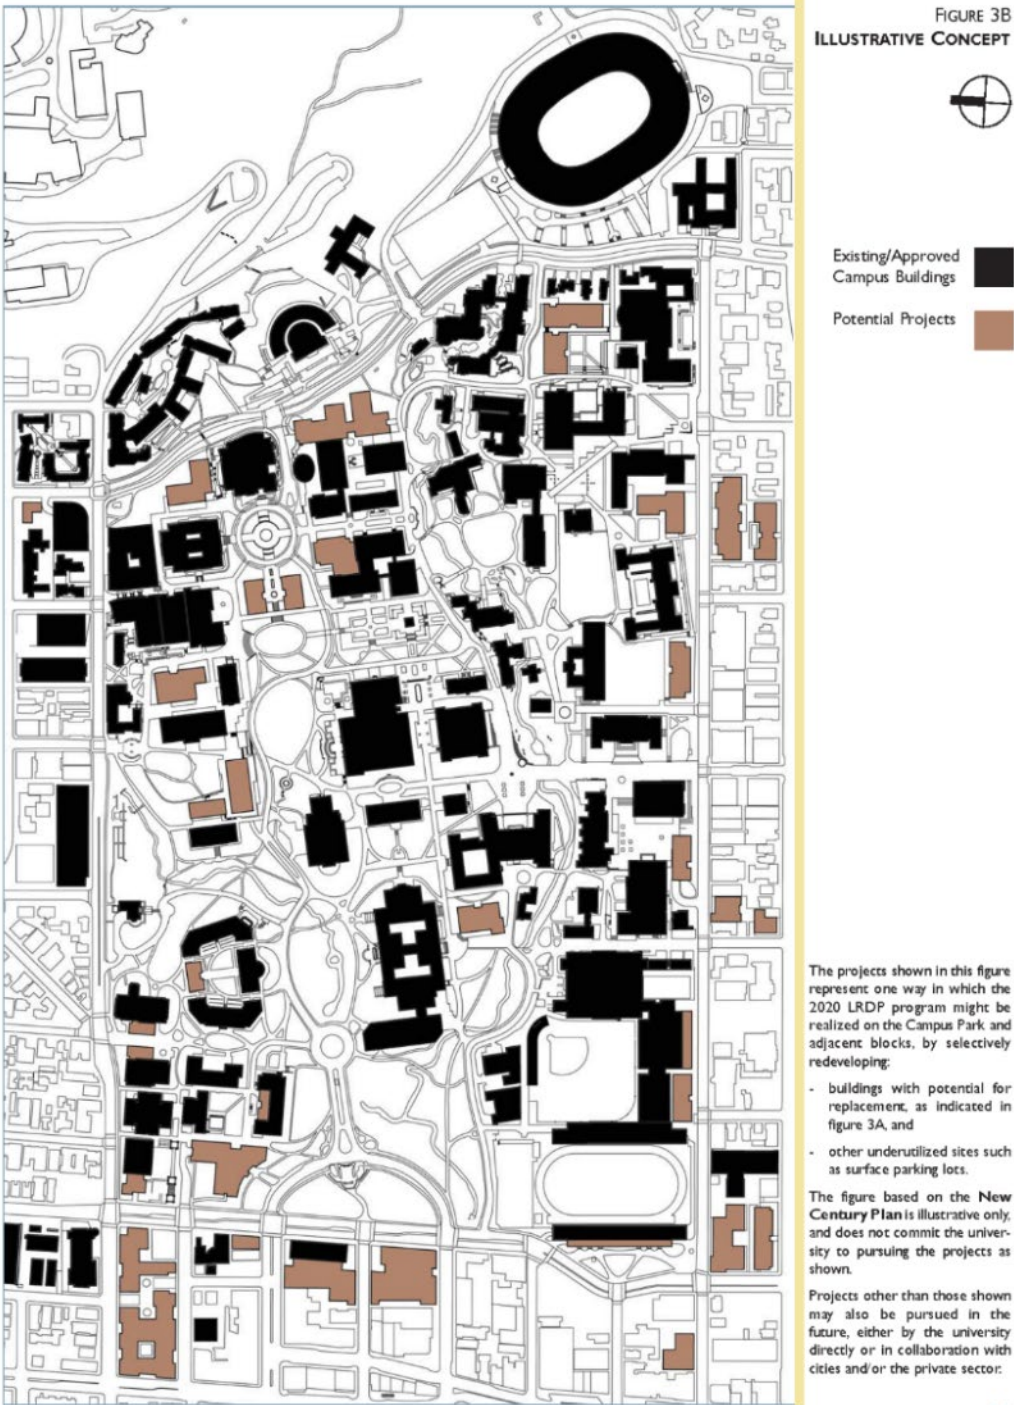 FIGURE 3B
ILLUSTRATIVE CONCEPT
Existing/Approved
Campus Buildings
Potential Projects
The projects shown in this figure
represent one way in which the
2020 LRDP program might be
realized on the Campus Park and
adjacent blocks, by selectively
redeveloping:
- buildings with potential for
replacement, as indicated in
figure 3A, and
- other underutilized sites such
as surface parking lots.
The figure based on the New
Century Plan is illustrative only,
and does not commit the univer-
sity to pursuing the projects as
shown.
Projects other than those shown
may also be pursued in the
future, either by the university
directly or in collaboration with
cities and/or the private sector.